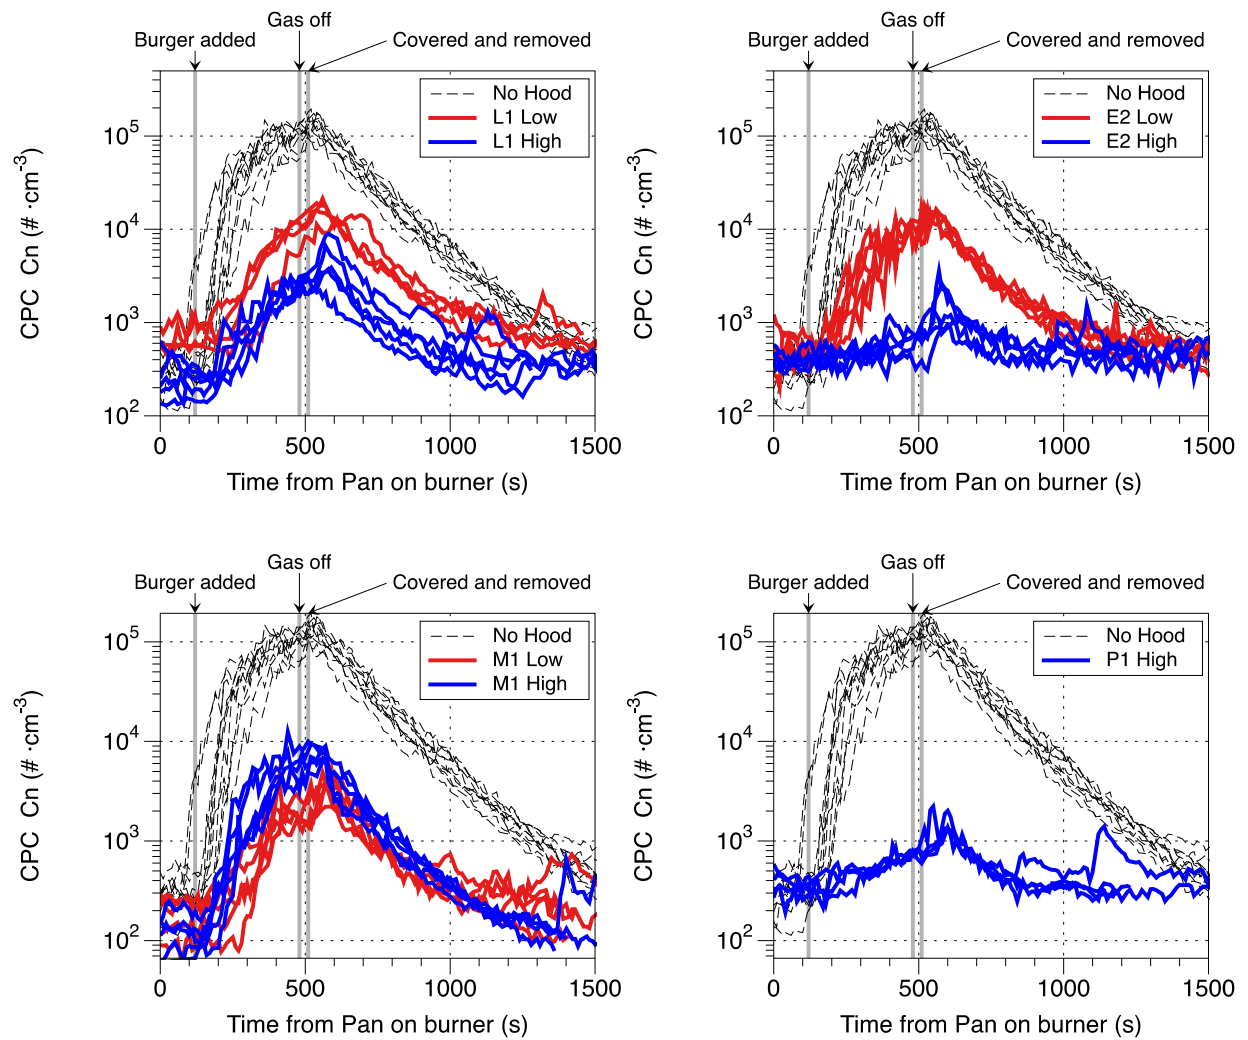 Gas off
Burger added
Covered and removed
No Hood
L1 Low
L1 High
10^5
10^4
10^3
10^2
CPC Cn (# ·cm^-3)
0 500 1000 1500
Time from Pan on burner (s)
Gas off
Burger added
Covered and removed
No Hood
E2 Low
E2 High
10^5
10^4
10^3
10^2
CPC Cn (# ·cm^-3)
0 500 1000 1500
Time from Pan on burner (s)
Gas off
Burger added
Covered and removed
No Hood
M1 Low
M1 High
10^5
10^4
10^3
10^2
CPC Cn (# ·cm^-3)
0 500 1000 1500
Time from Pan on burner (s)
Gas off
Burger added
Covered and removed
No Hood
P1 High
10^5
10^4
10^3
10^2
CPC Cn (# ·cm^-3)
0 500 1000 1500
Time from Pan on burner (s)